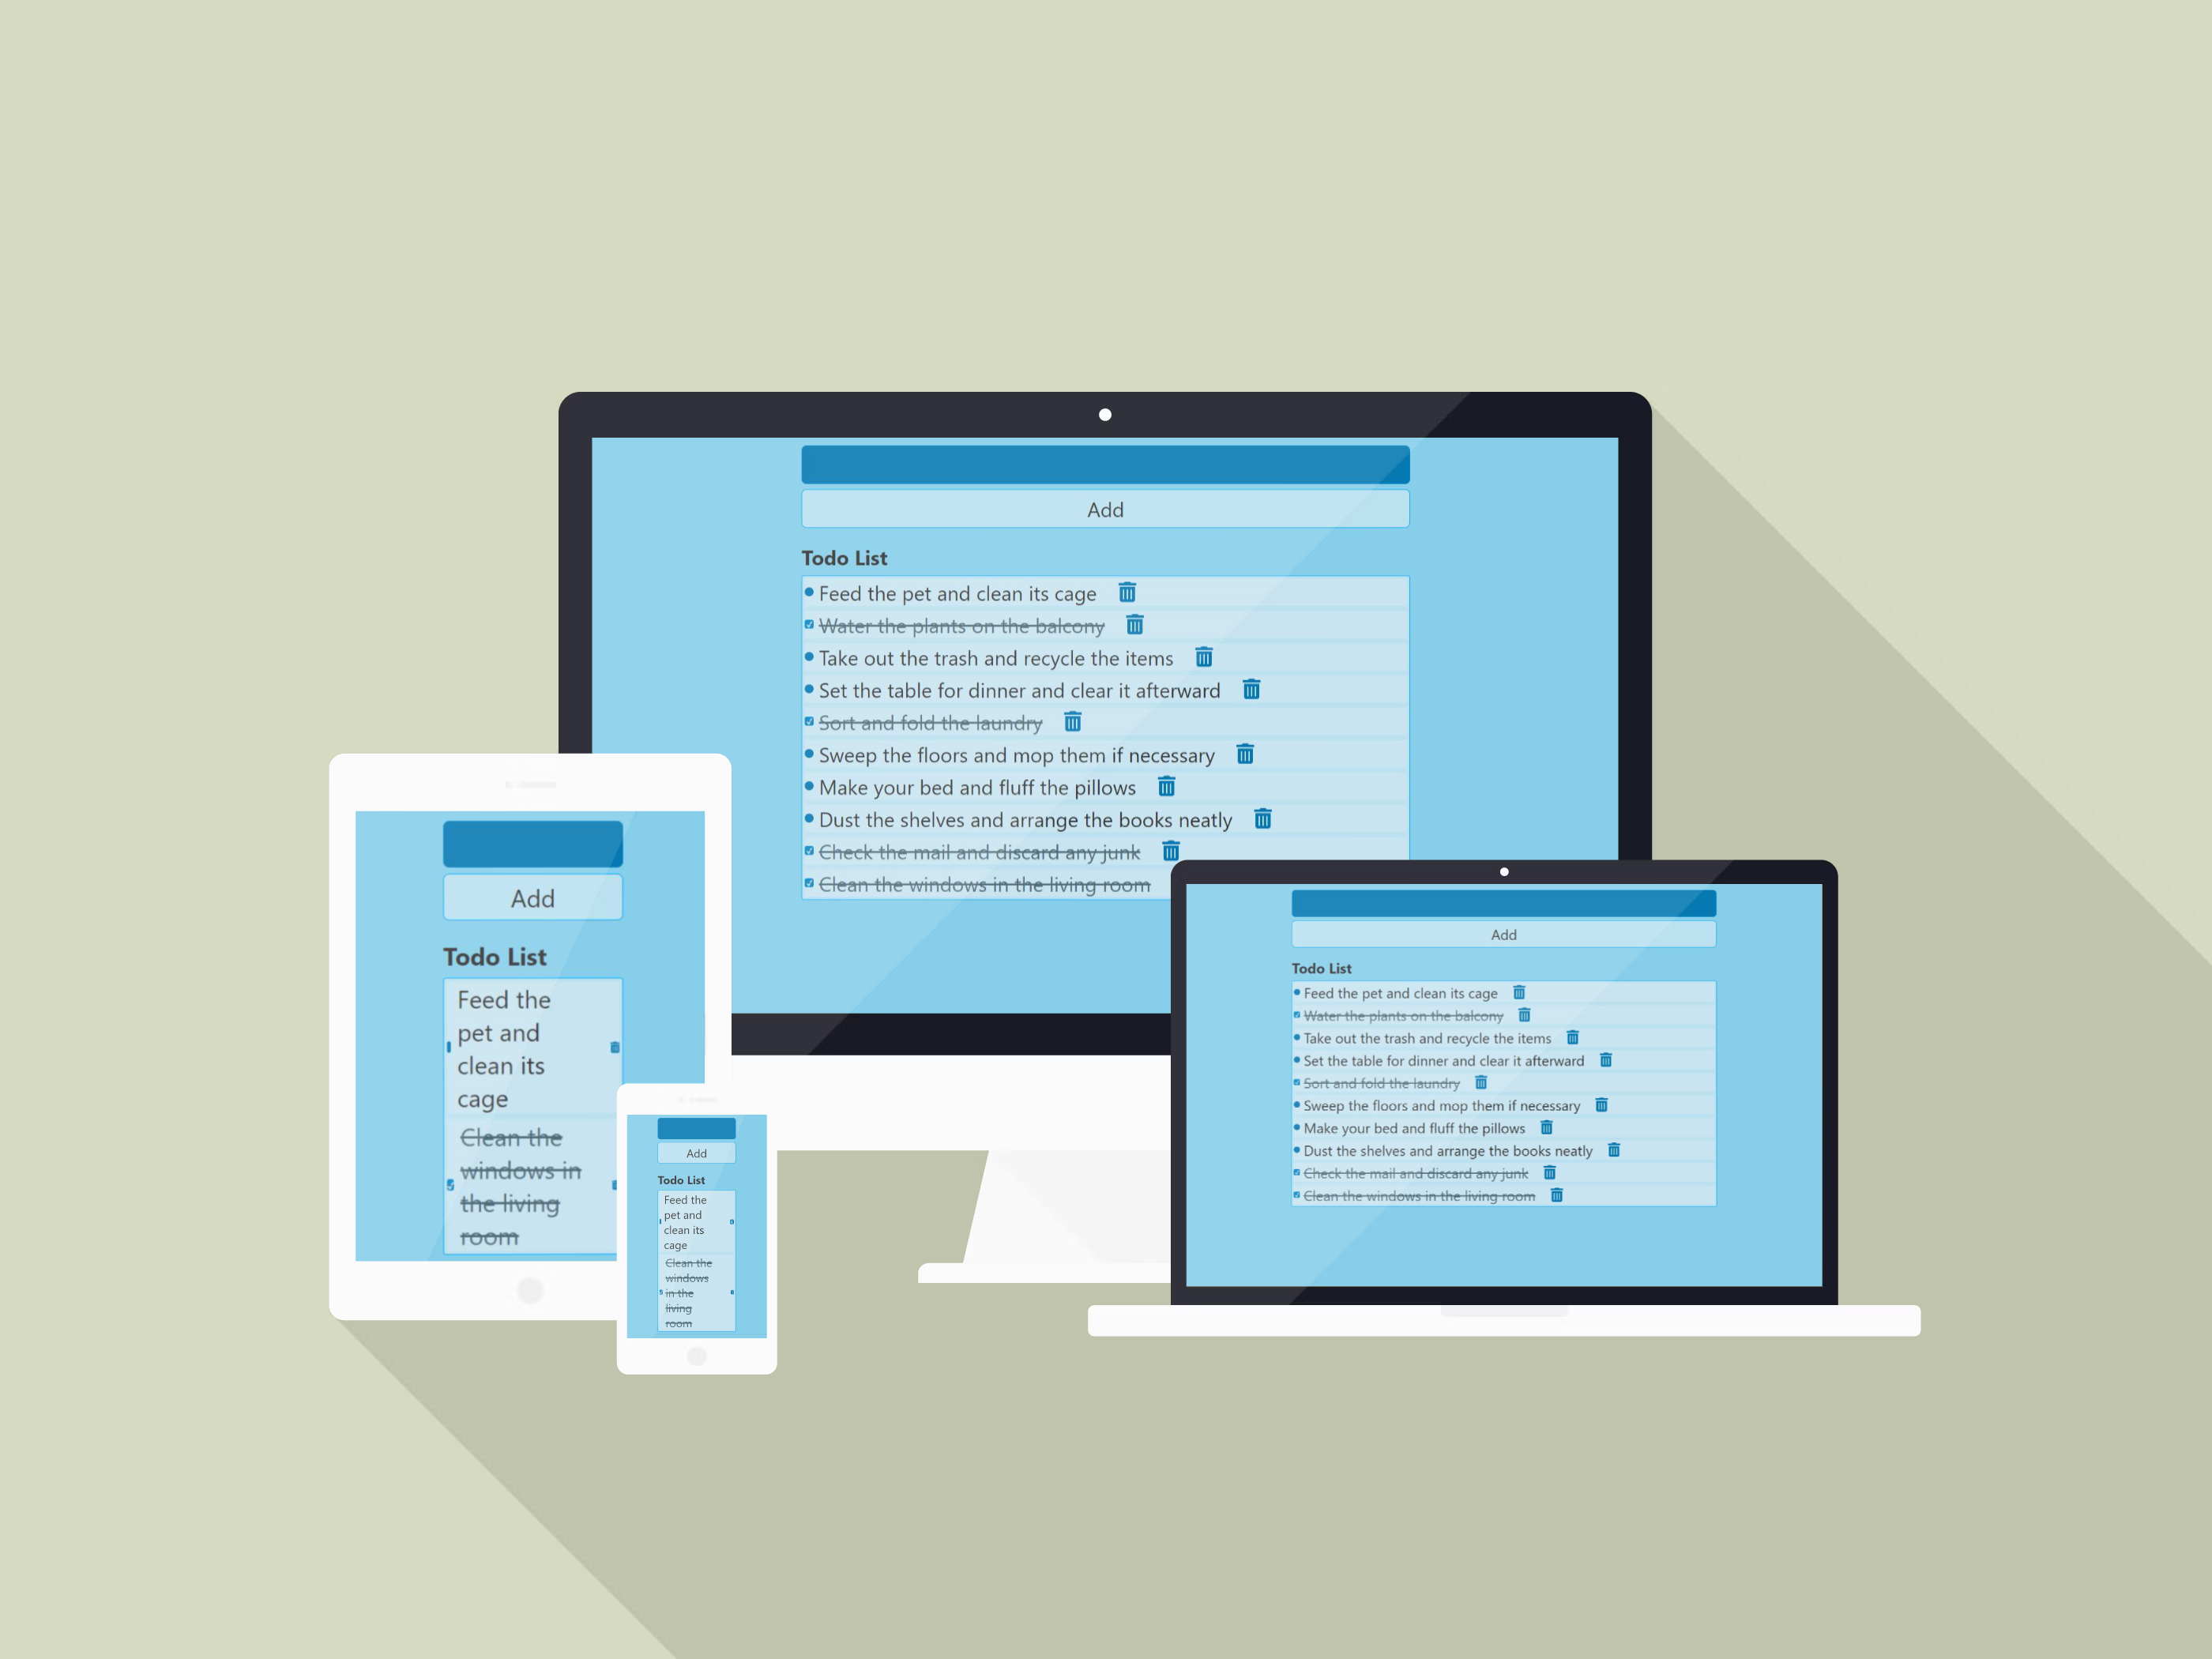 Add
Todo List
Feed the pet and clean its cage
Water the plants on the balcony
Take out the trash and recycle the items
Set the table for dinner and clear it afterward
Sort and fold the laundry
Sweep the floors and mop them if necessary
Make your bed and fluff the pillows
Dust the shelves and arrange the books neatly
Check the mail and discard any junk
Clean the windows in the living room
Add
Todo List
Feed the
pet and
clean its
cage
Clean the
windows in
the living
room
Add
Todo List
Feed the
pet and
clean its
cage
Clean the
windows
in the
living
room
Add
Todo List
Feed the pet and clean its cage
Water the plants on the balcony
Take out the trash and recycle the items
Set the table for dinner and clear it afterward
Sort and fold the laundry
Sweep the floors and mop them if necessary
Make your bed and fluff the pillows
Dust the shelves and arrange the books neatly
Check the mail and discard any junk
Clean the windows in the living room